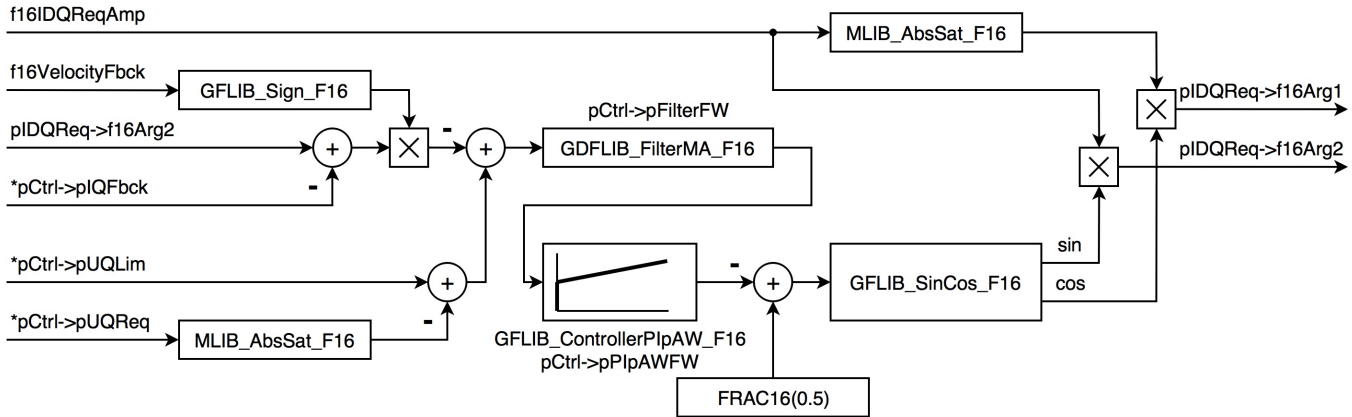 f16IDQReqAmp
MLIB_AbsSat_F16
f16VelocityFbck
GFLIB_Sign_F16
pIDQReq->f16Arg1
pCtrl->pFilterFW
pIDQReq->f16Arg2
-
+
+
GDFLIB_FilterMA_F16
pIDQReq->f16Arg2
-
*pCtrl->pIQFbck
sin
*pCtrl->pUQLim
-
+
+
GFLIB_SinCos_F16
cos
*pCtrl->pUQReq
-
MLIB_AbsSat_F16
GFLIB_ControllerPIpAW_F16
pCtrl->pPIpAWFW
FRAC16(0.5)